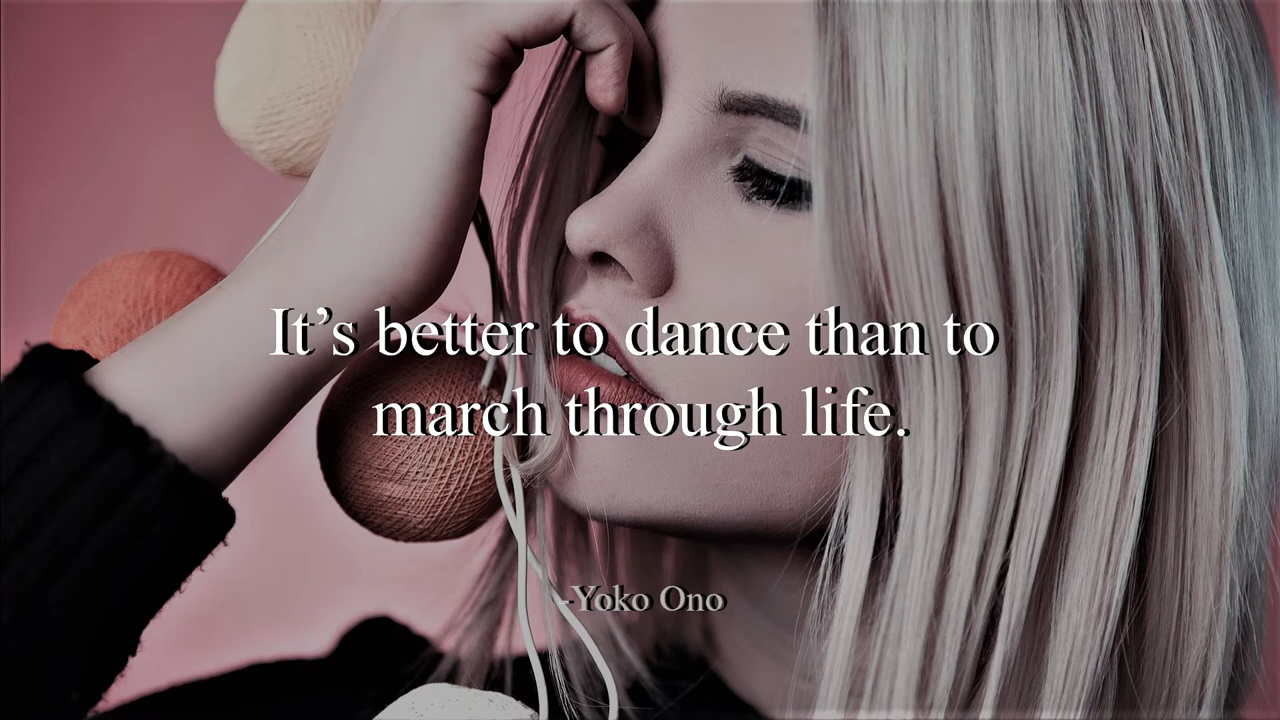 It’s better to dance than to
march through life.
-Yoko Ono